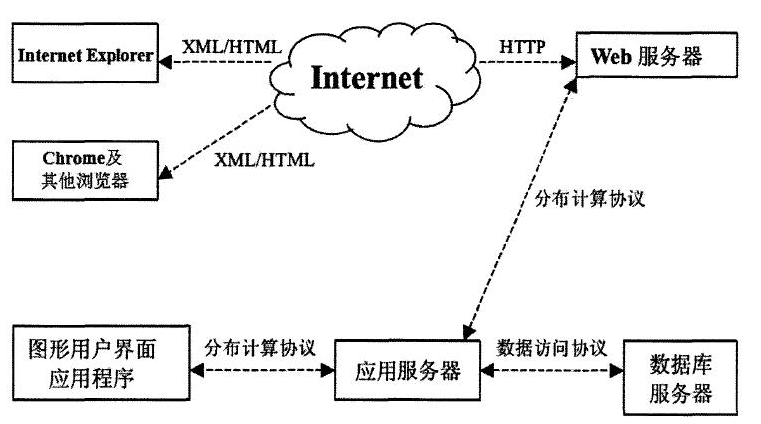 Internet Explorer
XML/HTML
Internet
HTTP
Web 服务器
Chrome及
其他浏览器
XML/HTML
分布计算协议
图形用户界面
应用程序
分布计算协议
应用服务器
数据访问协议
数据库
服务器